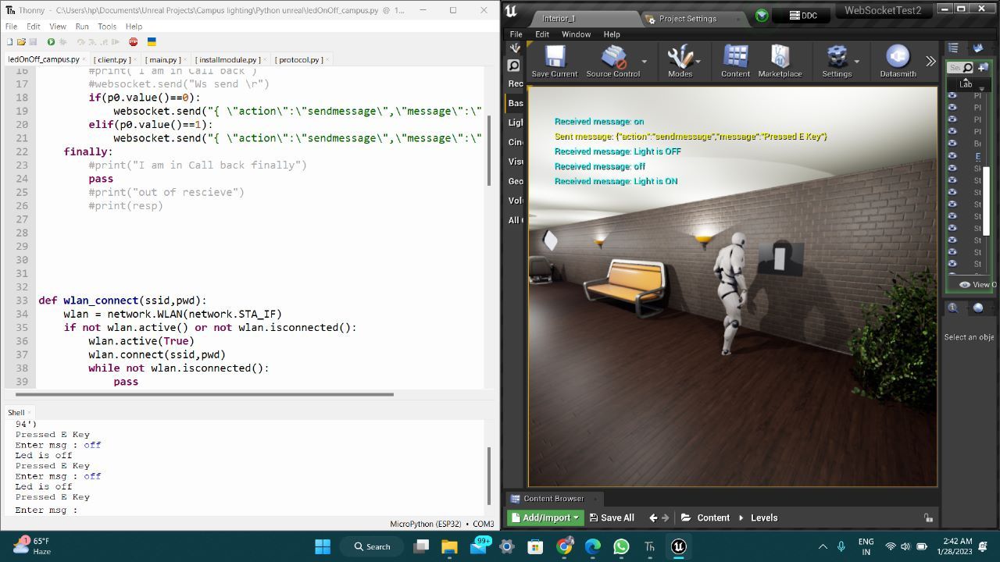 Thonny - C:\Users\hp\Documents\Unreal Projects\Campus lighting\Python unreal\ledOnOff_campus.py @ 1...
File Edit View Run Tools Help
ledOnOff_campus.py [ client.py ] [ main.py ] [ installmodule.py ] [ protocol.py ]
16 #print("I am in Call back")
17 #websocket.send("Ws send \r")
18 if(p0.value()==0):
19 websocket.send("{ \"action\":\"sendmessage\",\"message\":\"
20 elif(p0.value()==1):
21 websocket.send("{ \"action\":\"sendmessage\",\"message\":\"
22 finally:
23 #print("I am in Call back finally")
24 pass
25 #print("out of rescieve")
26 #print(resp)
27
28
29
30
31
32
33 def wlan_connect(ssid,pwd):
34 wlan = network.WLAN(network.STA_IF)
35 if not wlan.active() or not wlan.isconnected():
36 wlan.active(True)
37 wlan.connect(ssid,pwd)
38 while not wlan.isconnected():
39 pass
Shell
94')
Pressed E Key
Enter msg : off
Led is off
Pressed E Key
Enter msg : off
Led is off
Pressed E Key
Enter msg :
MicroPython (ESP32) • COM3
Interior_1 Project Settings DDC WebSocketTest2
File Edit Window Help
Save Current Source Control Modes Content Marketplace Settings Datasmith
Rec
Bas
Ligh
Cine
Visu
Geo
Volu
All C
Received message: on
Sent message: {"action":"sendmessage","message":"Pressed E Key"}
Received message: Light is OFF
Received message: off
Received message: Light is ON
Lab
Pl
Pl
Pl
Pl
Br
E
Sk
St
St
St
St
St
St
St
St
View O
Select an obje
Content Browser
Add/Import Save All Content Levels
1
65°F
Haze
Search
99+
ENG
IN
2:42 AM
1/28/2023